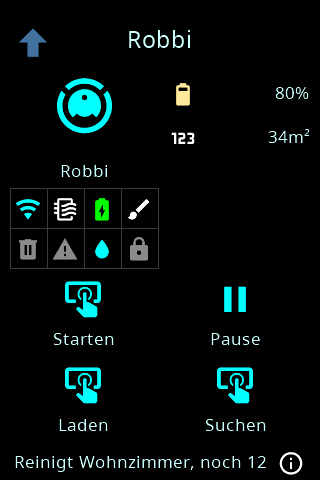 Robbi
80%
123 34m²
Robbi
Starten Pause
Laden Suchen
Reinigt Wohnzimmer, noch 12